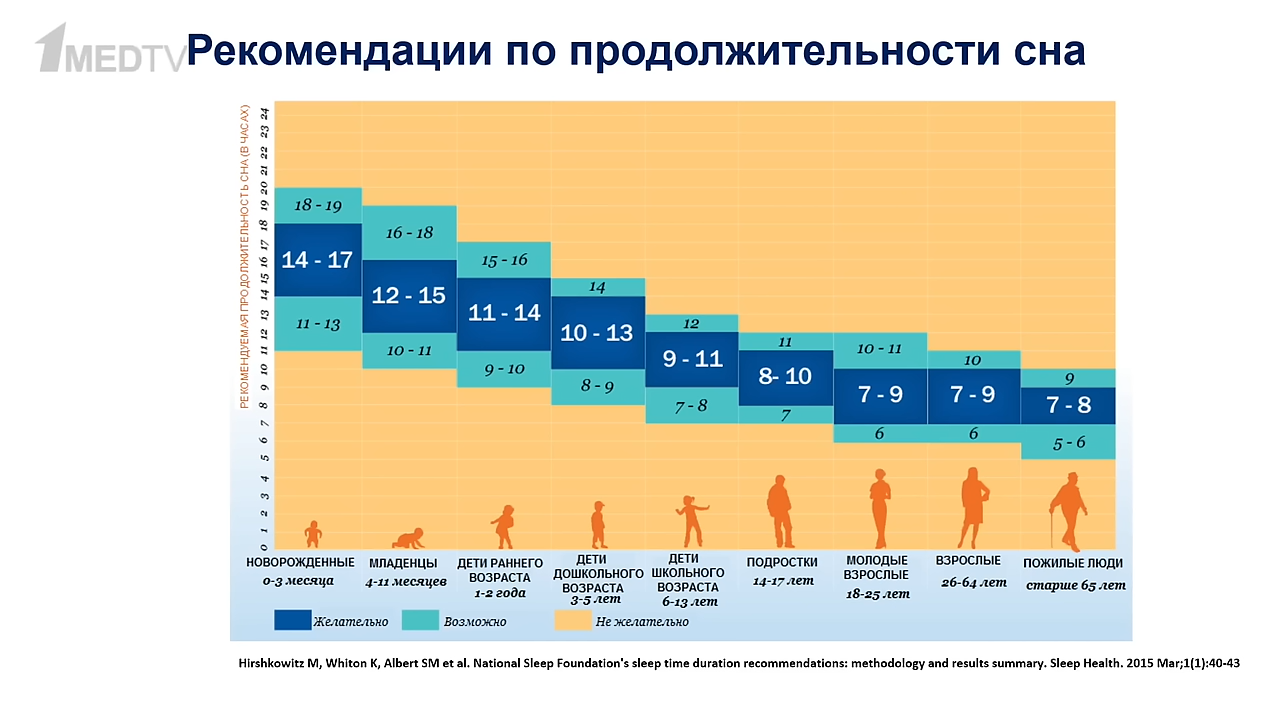 1MEDTV
Рекомендации по продолжительности сна
РЕКОМЕНДУЕМАЯ ПРОДОЛЖИТЕЛЬНОСТЬ СНА (В ЧАСАХ)
24
23
22
21
20
19
18
17
16
15
14
13
12
11
10
9
8
7
6
5
4
3
2
1
0
18 - 19
14 - 17
11 - 13
16 - 18
12 - 15
10 - 11
15 - 16
11 - 14
9 - 10
14
10 - 13
8 - 9
12
9 - 11
7 - 8
11
8- 10
7
10 - 11
7 - 9
6
10
7 - 9
6
9
7 - 8
5 - 6
НОВОРОЖДЕННЫЕ
0-3 месяца
МЛАДЕНЦЫ
4-11 месяцев
ДЕТИ РАННЕГО
ВОЗРАСТА
1-2 года
ДЕТИ
ДОШКОЛЬНОГО
ВОЗРАСТА
3-5 лет
ДЕТИ
ШКОЛЬНОГО
ВОЗРАСТА
6-13 лет
ПОДРОСТКИ
14-17 лет
МОЛОДЫЕ
ВЗРОСЛЫЕ
18-25 лет
ВЗРОСЛЫЕ
26-64 лет
ПОЖИЛЫЕ ЛЮДИ
старше 65 лет
Желательно
Возможно
Не желательно
Hirshkowitz M, Whiton K, Albert SM et al. National Sleep Foundation's sleep time duration recommendations: methodology and results summary. Sleep Health. 2015 Mar;1(1):40-43